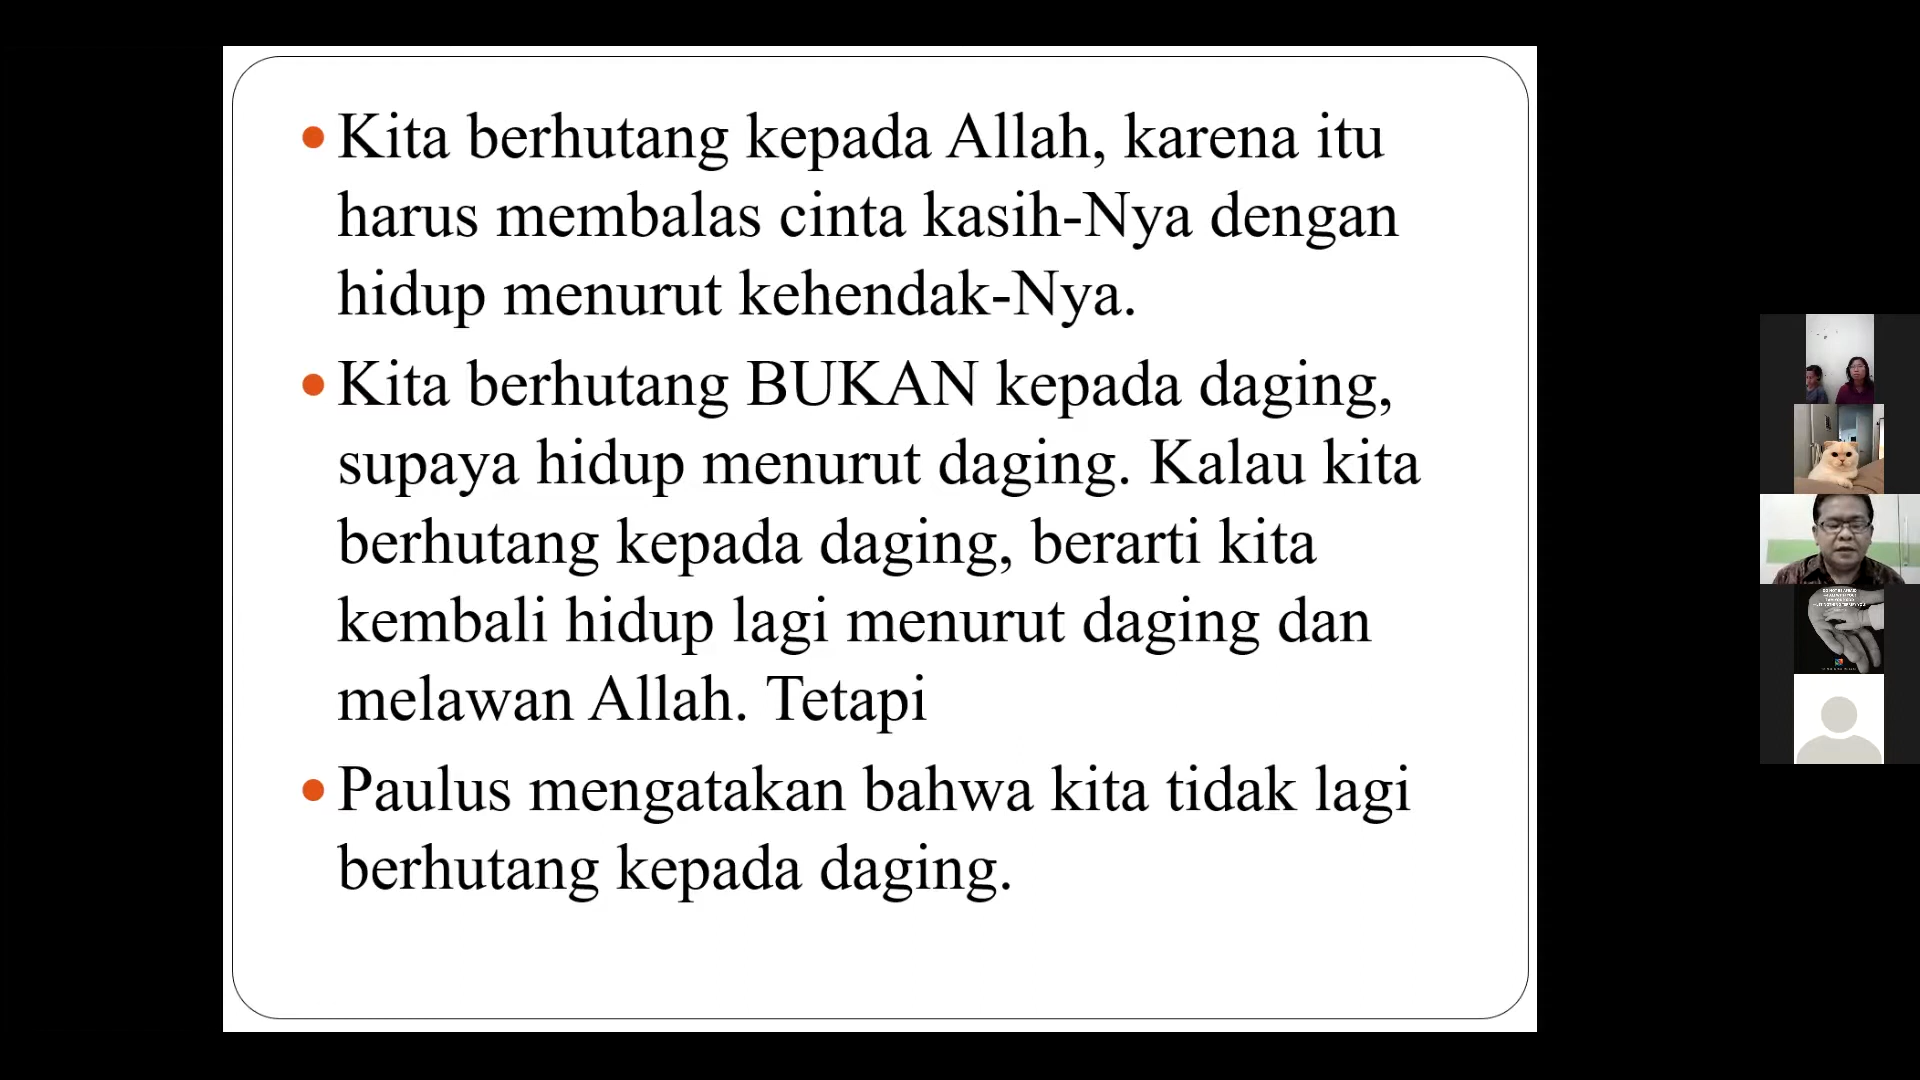 • Kita berhutang kepada Allah, karena itu
harus membalas cinta kasih-Nya dengan
hidup menurut kehendak-Nya.
• Kita berhutang BUKAN kepada daging,
supaya hidup menurut daging. Kalau kita
berhutang kepada daging, berarti kita
kembali hidup lagi menurut daging dan
melawan Allah. Tetapi
• Paulus mengatakan bahwa kita tidak lagi
berhutang kepada daging.